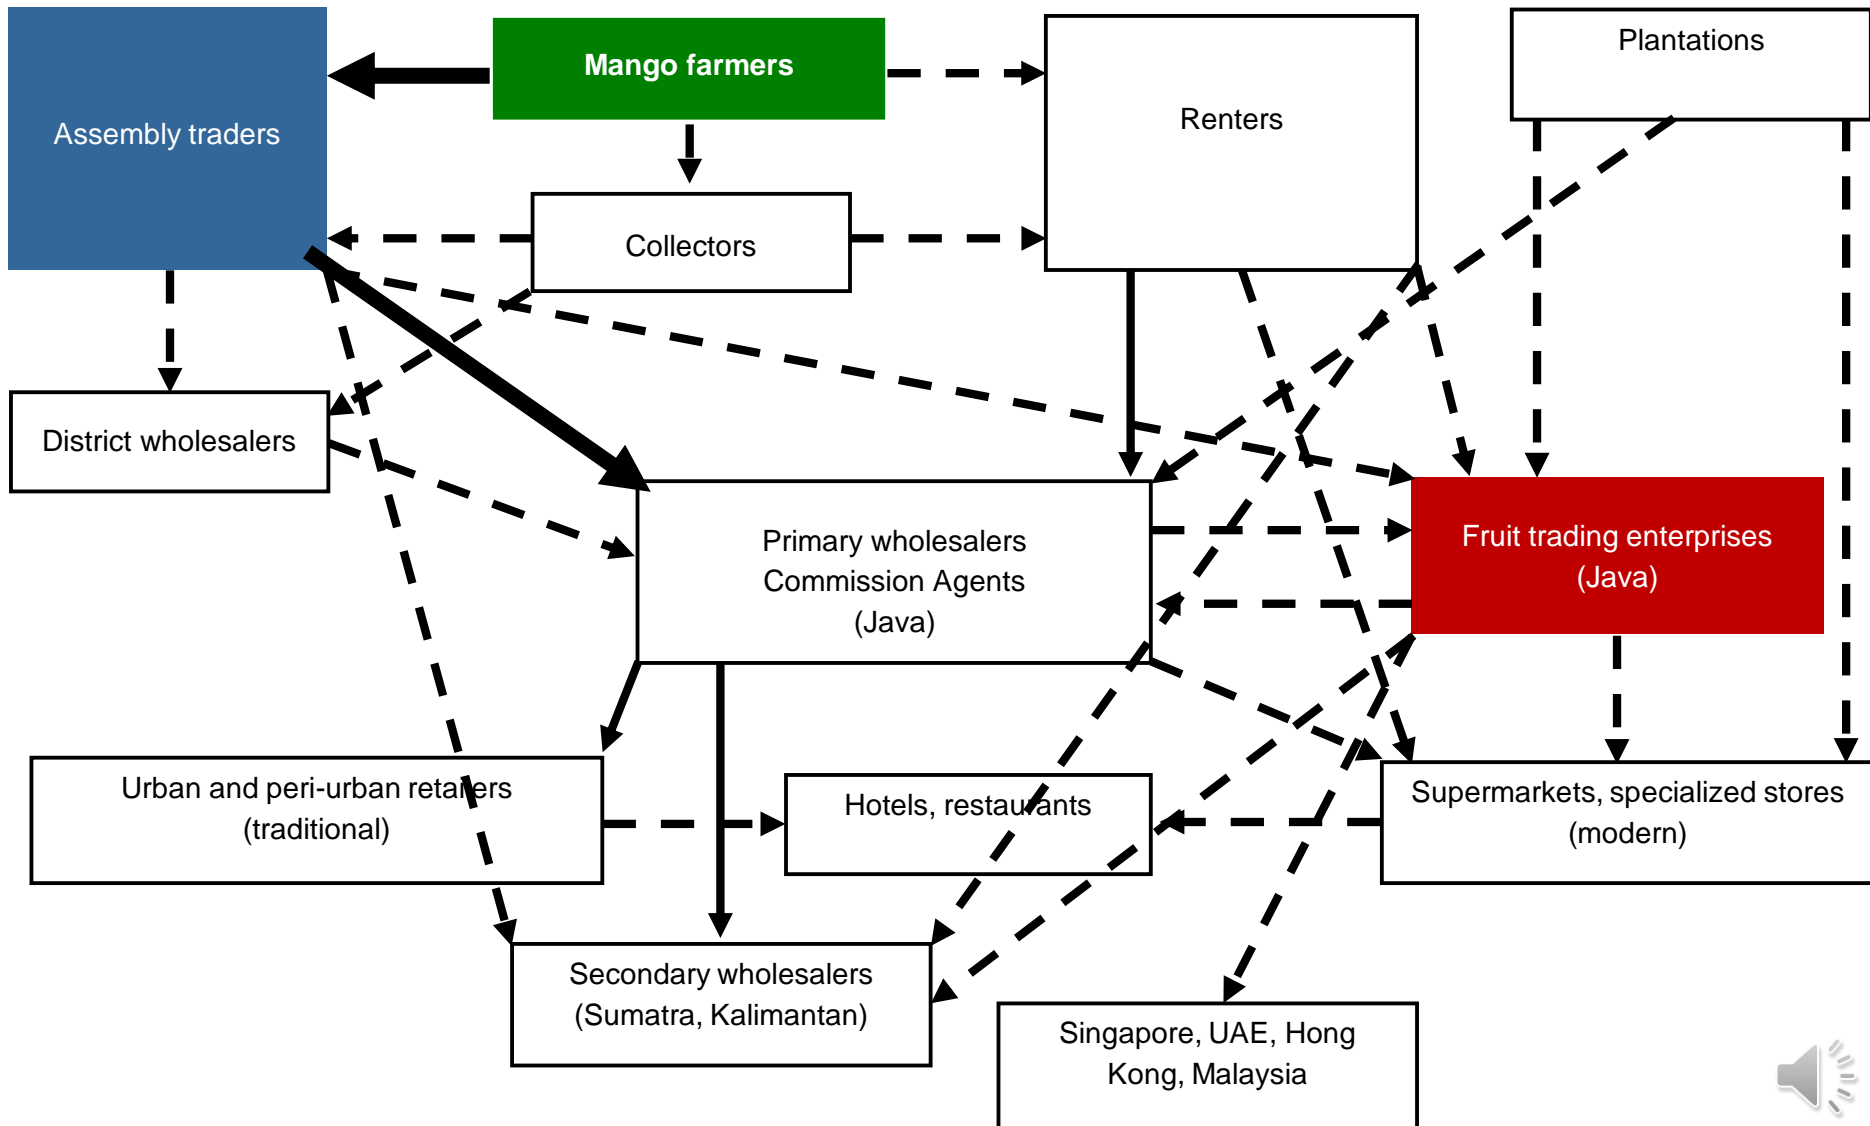 Mango farmers
Plantations
Assembly traders
Renters
Collectors
District wholesalers
Primary wholesalers
Commission Agents
(Java)
Fruit trading enterprises
(Java)
Urban and peri-urban retailers
(traditional)
Hotels, restaurants
Supermarkets, specialized stores
(modern)
Secondary wholesalers
(Sumatra, Kalimantan)
Singapore, UAE, Hong
Kong, Malaysia